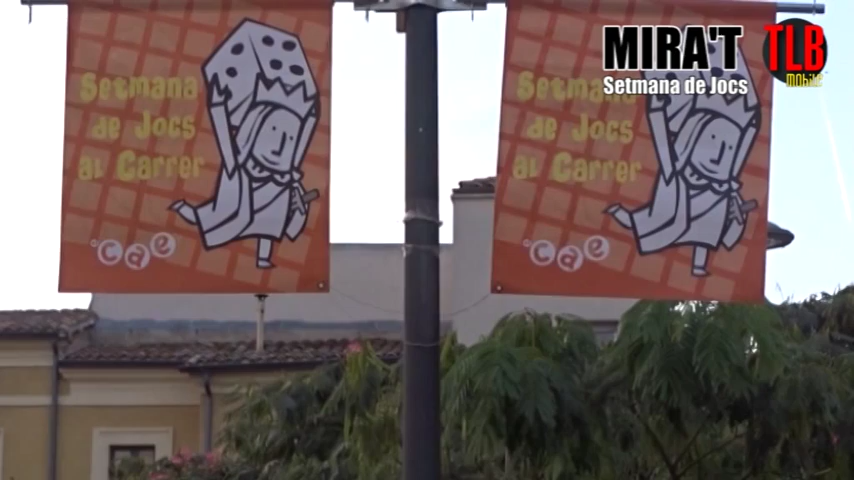 Setmana
de Jocs
al Carrer
cae
Setmana
de Jocs
al Carrer
cae
MIRA'T
Setmana de Jocs
TLB
mobile